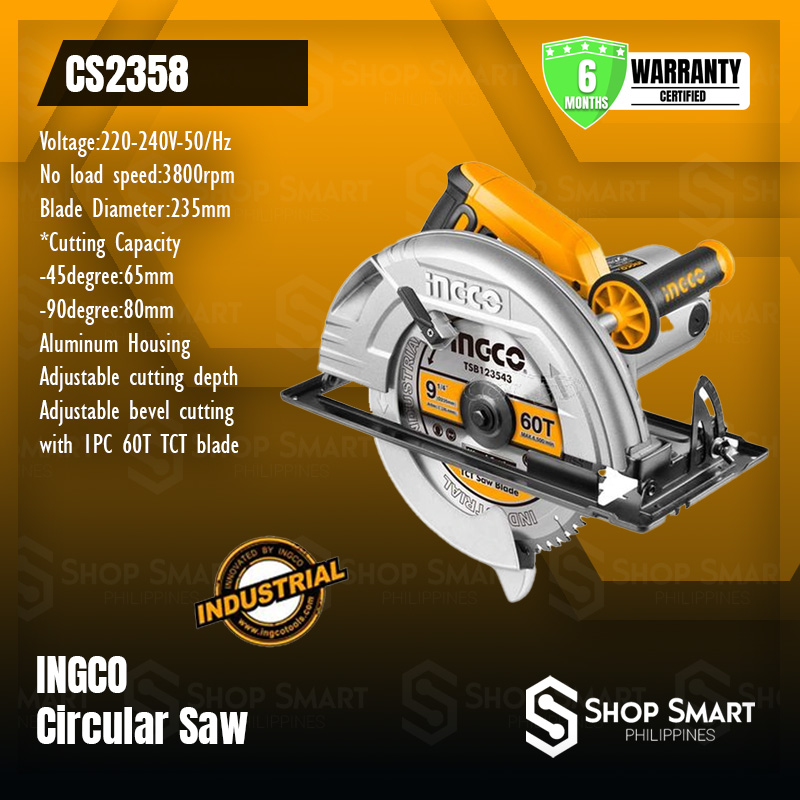 CS2358
6
MONTHS
WARRANTY
CERTIFIED
Voltage:220-240V-50/Hz
No load speed:3800rpm
Blade Diameter:235mm
*Cutting Capacity
-45degree:65mm
-90degree:80mm
Aluminum Housing
Adjustable cutting depth
Adjustable bevel cutting
with 1PC 60T TCT blade
INGCO
INGCO
INGCO
TSB123543
INDUSTRIAL
9 1/4"
60T
TCT Saw Blade
INDUSTRIAL
INNOVATED BY INGCO
INDUSTRIAL
www.ingcotools.com
INGCO
Circular Saw
SHOP SMART
PHILIPPINES